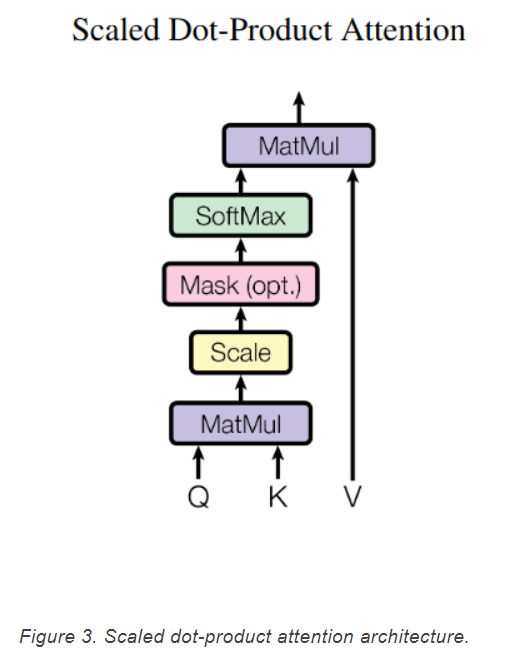 Scaled Dot-Product Attention
MatMul
SoftMax
Mask (opt.)
Scale
MatMul
Q K V
Figure 3. Scaled dot-product attention architecture.